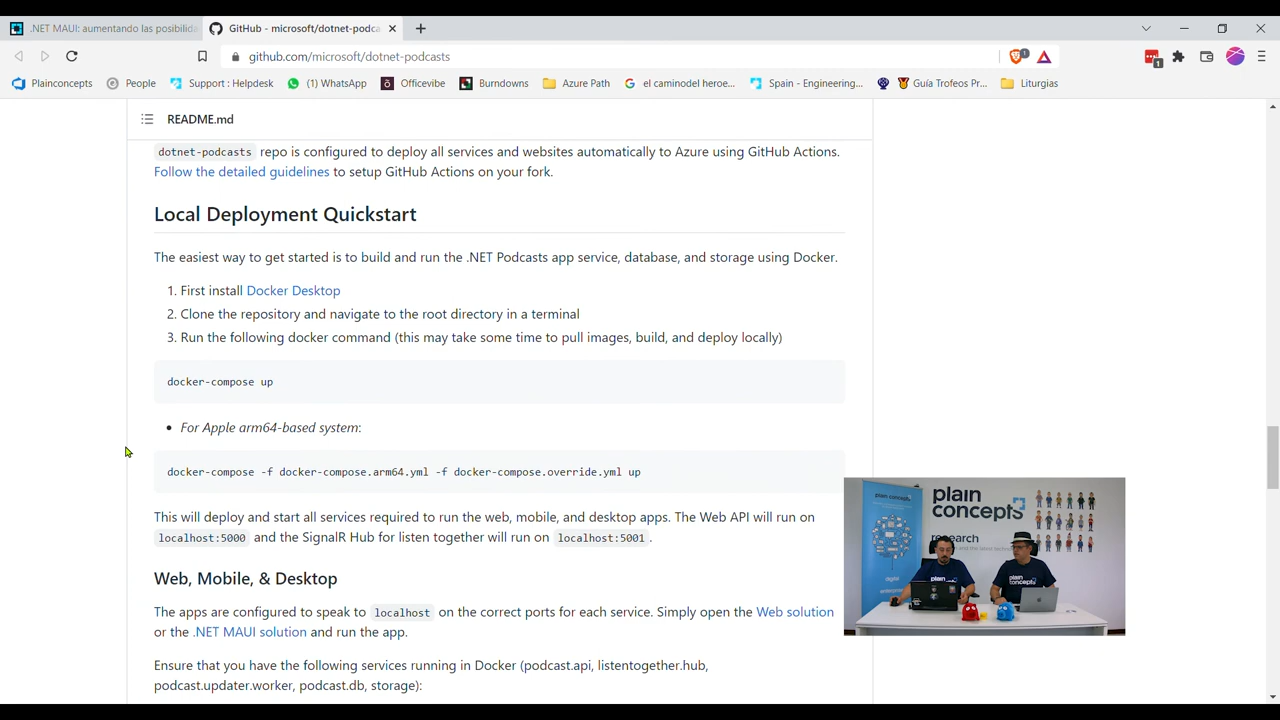 .NET MAUI: aumentando las posibilid
GitHub - microsoft/dotnet-podca
github.com/microsoft/dotnet-podcasts
1
1
Plainconcepts
People
Support : Helpdesk
(1) WhatsApp
Officevibe
Burndowns
Azure Path
el caminodel heroe...
Spain - Engineering...
Guía Trofeos Pr...
Liturgias
README.md
dotnet-podcasts repo is configured to deploy all services and websites automatically to Azure using GitHub Actions.
Follow the detailed guidelines to setup GitHub Actions on your fork.
Local Deployment Quickstart
The easiest way to get started is to build and run the .NET Podcasts app service, database, and storage using Docker.
1. First install Docker Desktop
2. Clone the repository and navigate to the root directory in a terminal
3. Run the following docker command (this may take some time to pull images, build, and deploy locally)
docker-compose up
• For Apple arm64-based system:
docker-compose -f docker-compose.arm64.yml -f docker-compose.override.yml up
This will deploy and start all services required to run the web, mobile, and desktop apps. The Web API will run on
localhost:5000 and the SignalR Hub for listen together will run on localhost:5001.
Web, Mobile, & Desktop
The apps are configured to speak to localhost on the correct ports for each service. Simply open the Web solution
or the .NET MAUI solution and run the app.
Ensure that you have the following services running in Docker (podcast.api, listentogether.hub,
podcast.updater.worker, podcast.db, storage):
plain concepts
plain
concepts
research
plain
plain
concepts